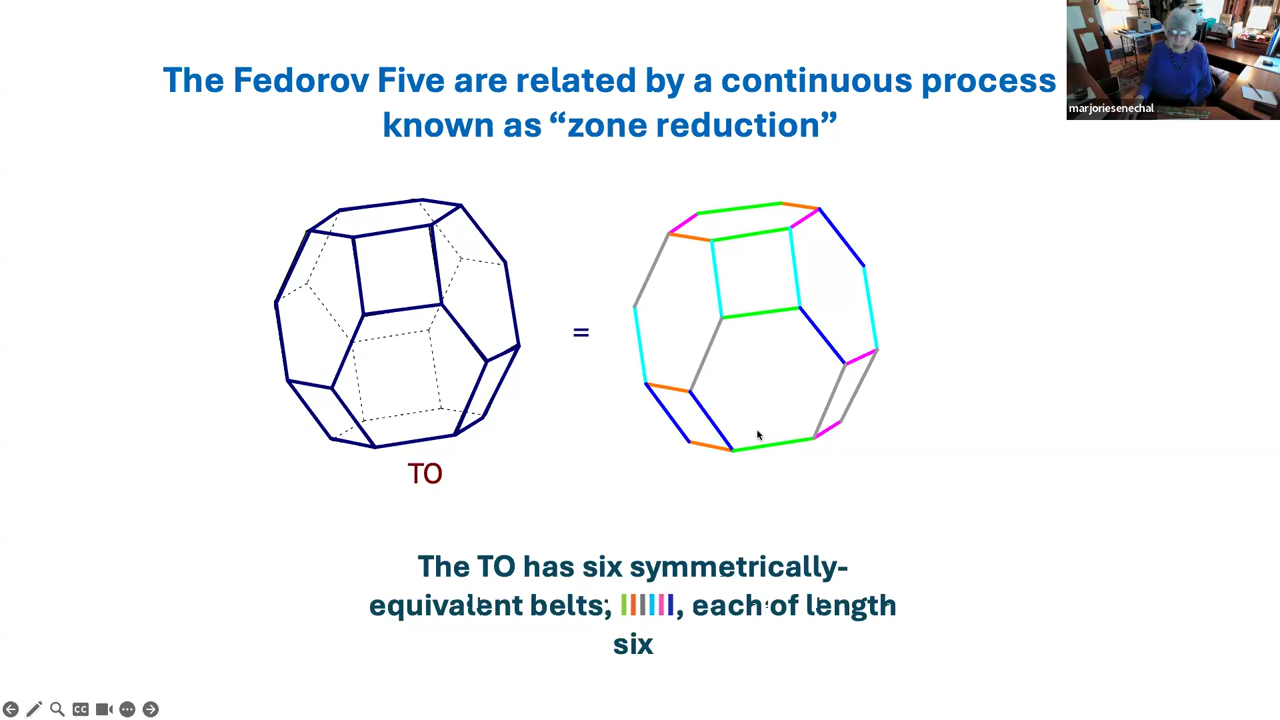 The Fedorov Five are related by a continuous process
known as “zone reduction”
marjoriesenechal
=
TO
The TO has six symmetrically-
equivalent belts; ||||||, each of length
six
CC